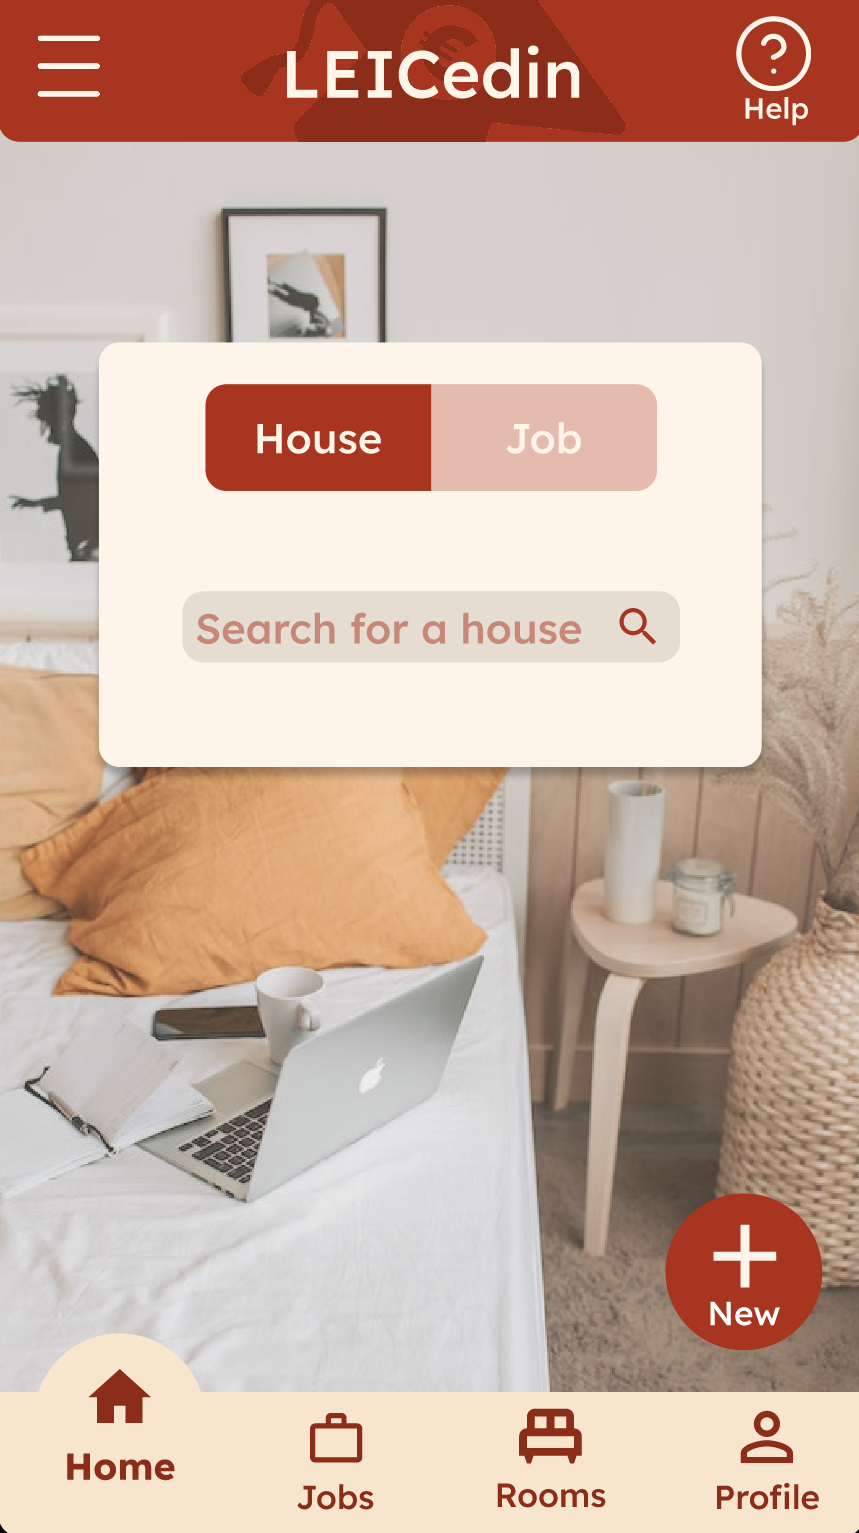 LEICedin
Help
House
Job
Search for a house
New
Home
Jobs
Rooms
Profile